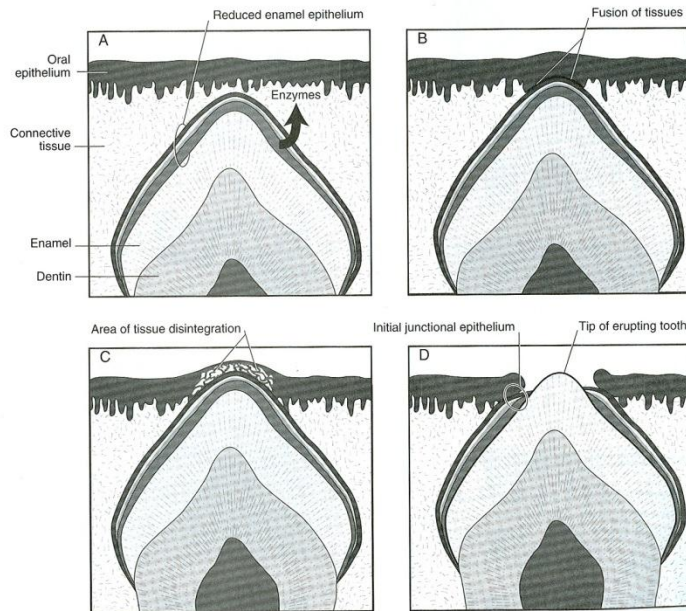 Reduced enamel epithelium
Fusion of tissues
A
B
Oral
epithelium
Enzymes
Connective
tissue
Enamel
Dentin
Area of tissue disintegration
Initial junctional epithelium
Tip of erupting tooth
C
D